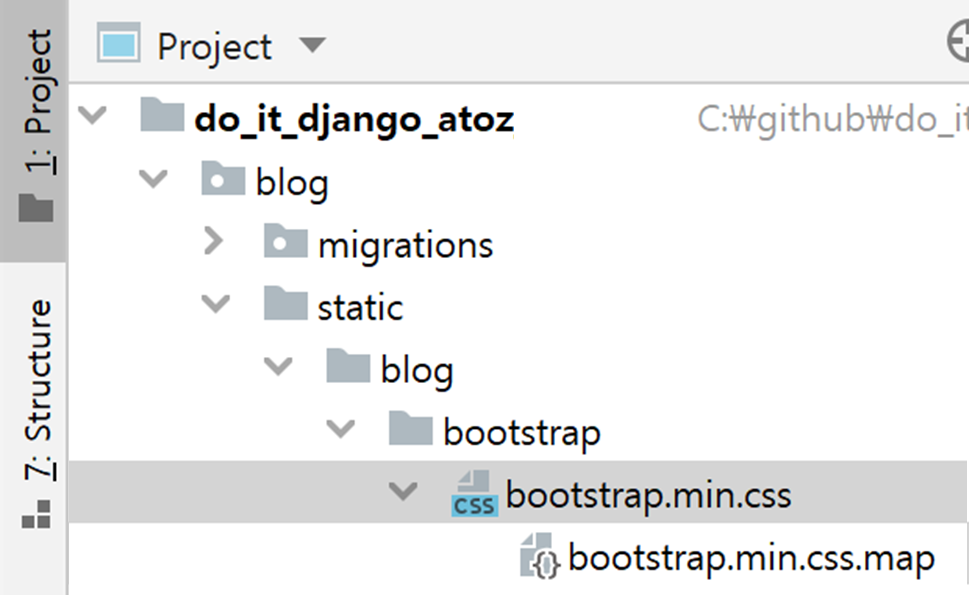 1: Project
7: Structure
Project
do_it_django_atoz C:₩github₩do_it
blog
migrations
static
blog
bootstrap
CSS bootstrap.min.css
{} bootstrap.min.css.map